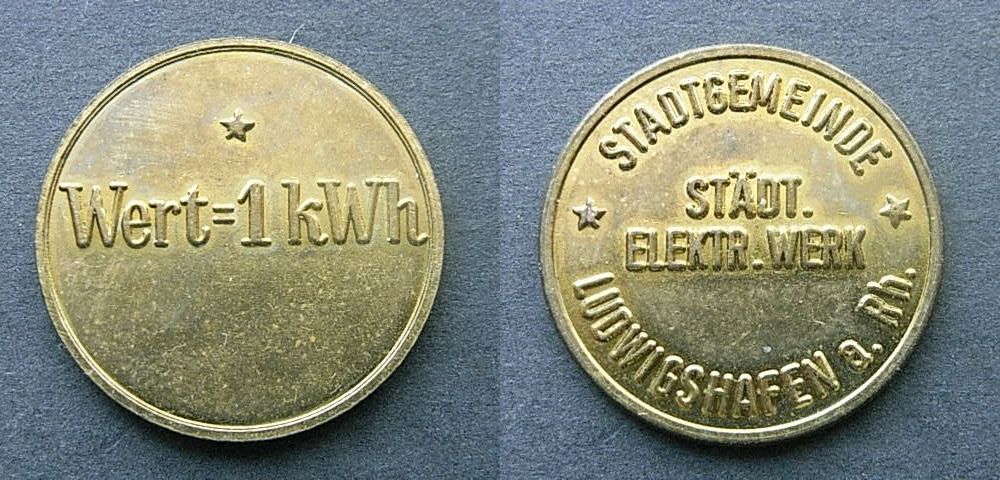 Wert=1 kWh
STADTGEMEINDE
STÄDT.
ELEKTR.WERK
LUDWIGSHAFEN a. Rh.